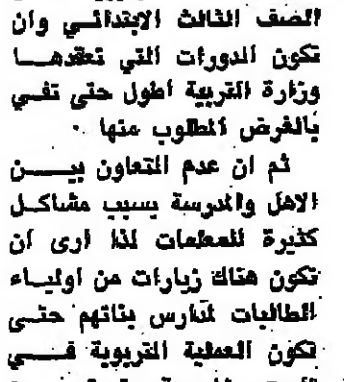 الصف الثالث الابتدائي وان
تكون الدورات التي تعقدها
وزارة التربية اطول حتى تفي
بالغرض المطلوب منها .
ثم ان عدم التعاون بين
الاهل والمدرسة يسبب مشاكل
كثيرة للمعلمات لذا ارى ان
تكون هناك زيارات من اولياء
الطالبات لمدارس بناتهم حتى
تكون العملية التربوية في